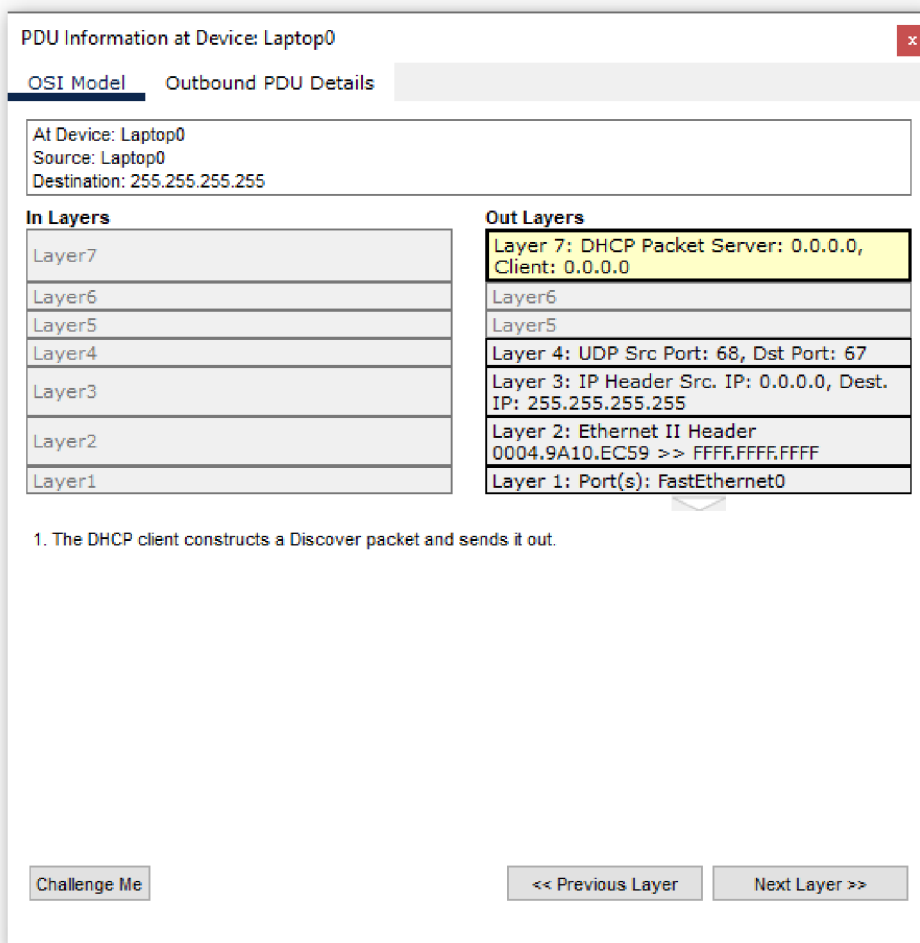 PDU Information at Device: Laptop0
x
OSI Model
Outbound PDU Details
At Device: Laptop0
Source: Laptop0
Destination: 255.255.255.255
In Layers
Layer7
Layer6
Layer5
Layer4
Layer3
Layer2
Layer1
Out Layers
Layer 7: DHCP Packet Server: 0.0.0.0,
Client: 0.0.0.0
Layer6
Layer5
Layer 4: UDP Src Port: 68, Dst Port: 67
Layer 3: IP Header Src. IP: 0.0.0.0, Dest.
IP: 255.255.255.255
Layer 2: Ethernet II Header
0004.9A10.EC59 >> FFFF.FFFF.FFFF
Layer 1: Port(s): FastEthernet0
1. The DHCP client constructs a Discover packet and sends it out.
Challenge Me
<< Previous Layer
Next Layer >>